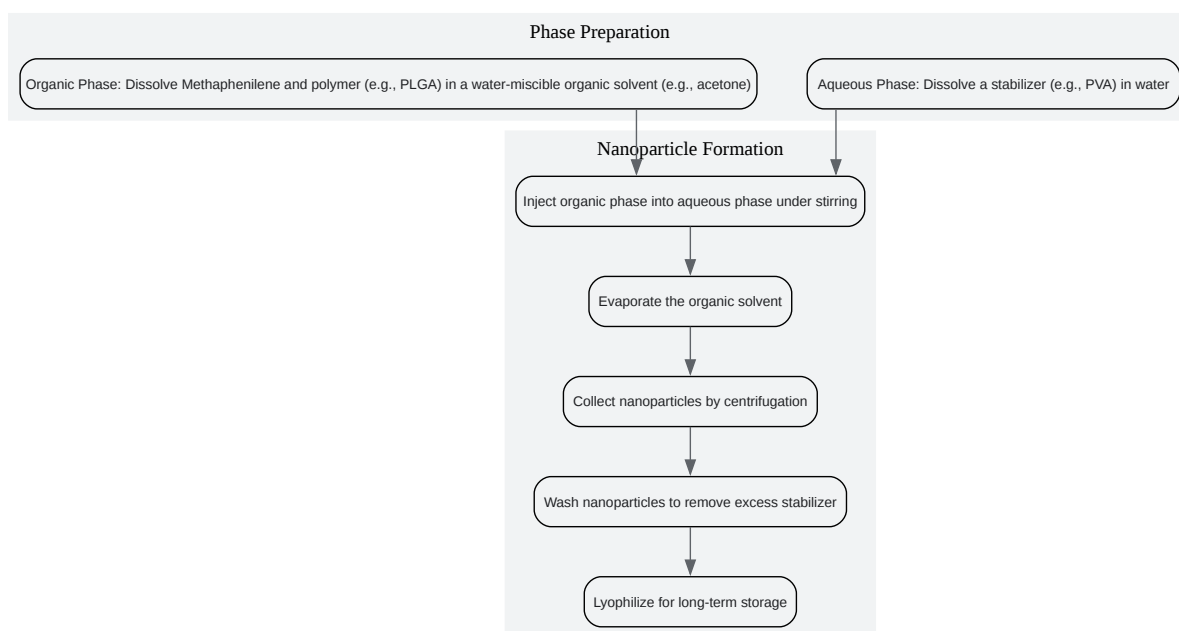 Phase Preparation
Organic Phase: Dissolve Methaphenilene and polymer (e.g., PLGA) in a water-miscible organic solvent (e.g., acetone)
Aqueous Phase: Dissolve a stabilizer (e.g., PVA) in water
Nanoparticle Formation
Inject organic phase into aqueous phase under stirring
Evaporate the organic solvent
Collect nanoparticles by centrifugation
Wash nanoparticles to remove excess stabilizer
Lyophilize for long-term storage